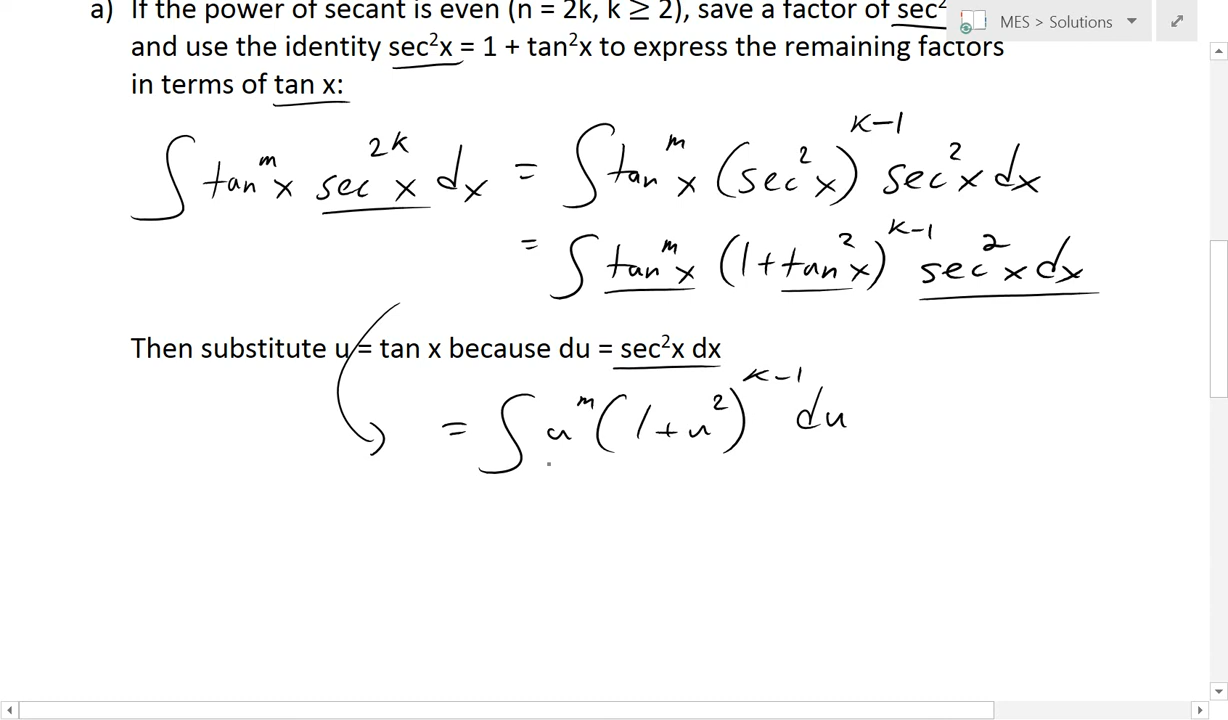 a) If the power of secant is even (n = 2k, k ≥ 2), save a factor of sec²
MES > Solutions
and use the identity sec²x = 1 + tan²x to express the remaining factors
in terms of tan x:
∫ tanᵐx sec²ᵏx dx = ∫ tanᵐx (sec²x)ᵏ⁻¹ sec²x dx
= ∫ tanᵐx (1 + tan²x)ᵏ⁻¹ sec²x dx
Then substitute u = tan x because du = sec²x dx
= ∫ uᵐ (1 + u²)ᵏ⁻¹ du